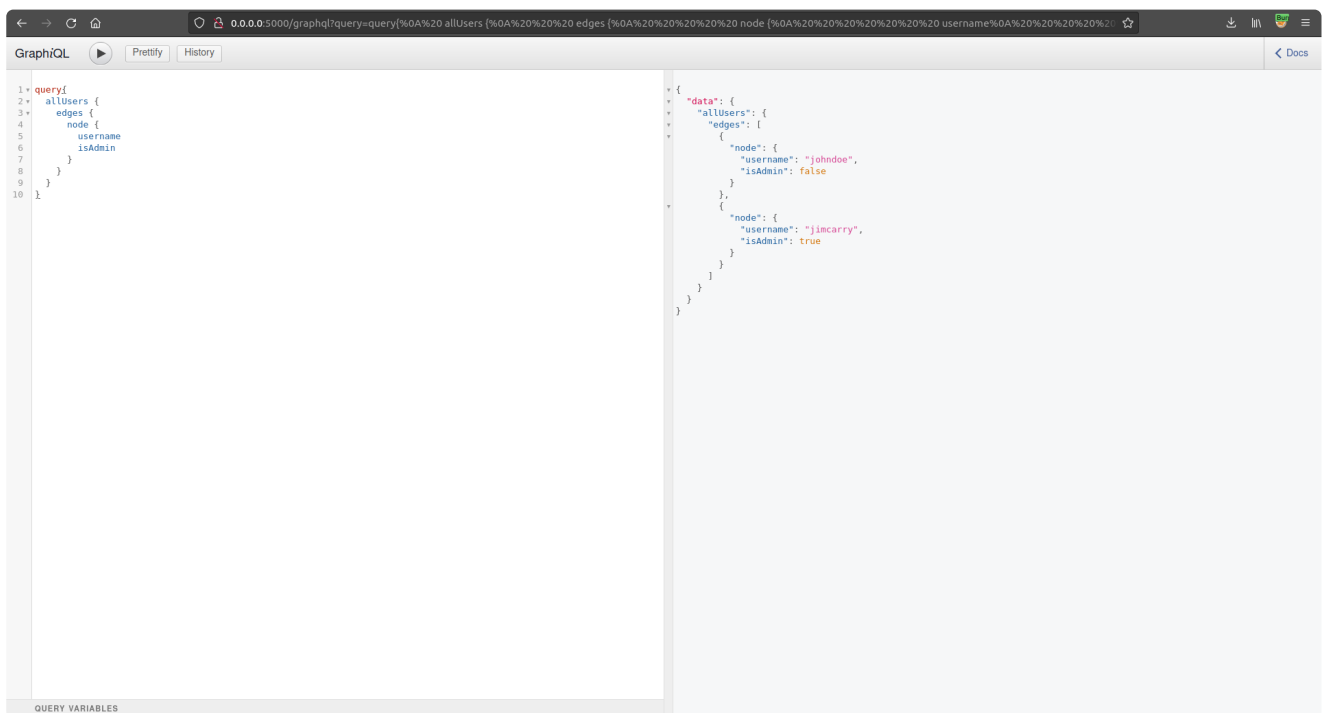 0.0.0.0:5000/graphql?query=query{%0A%20 allUsers {%0A%20%20%20 edges {%0A%20%20%20%20%20 node {%0A%20%20%20%20%20%20%20 username%0A%20%20%20%20%20
Bur
GraphiQL
Prettify
History
Docs
1 query{
2 allUsers {
3 edges {
4 node {
5 username
6 isAdmin
7 }
8 }
9 }
10 }
{
"data": {
"allUsers": {
"edges": [
{
"node": {
"username": "johndoe",
"isAdmin": false
}
},
{
"node": {
"username": "jimcarry",
"isAdmin": true
}
}
]
}
}
}
QUERY VARIABLES